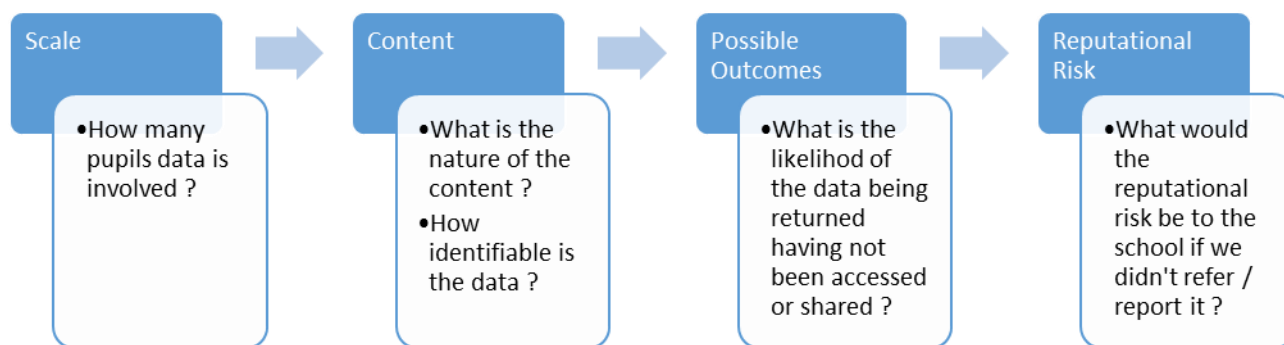 Scale
•How many
pupils data is
involved ?
Content
•What is the
nature of the
content ?
•How
identifiable is
the data ?
Possible
Outcomes
•What is the
likelihod of
the data being
returned
having not
been accessed
or shared ?
Reputational
Risk
•What would
the
reputational
risk be to the
school if we
didn't refer /
report it ?